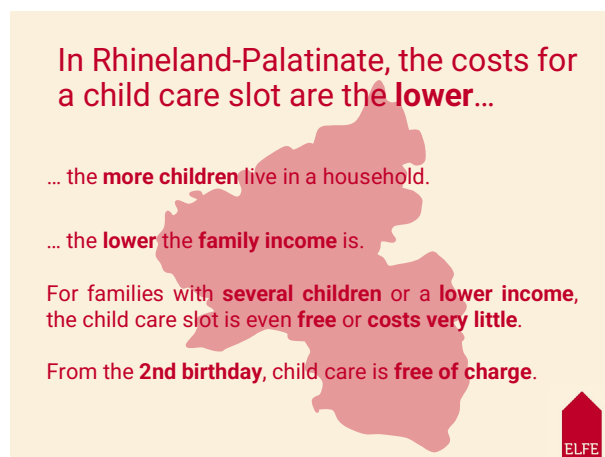 In Rhineland-Palatinate, the costs for
a child care slot are the lower...
... the more children live in a household.
... the lower the family income is.
For families with several children or a lower income,
the child care slot is even free or costs very little.
From the 2nd birthday, child care is free of charge.
ELFE